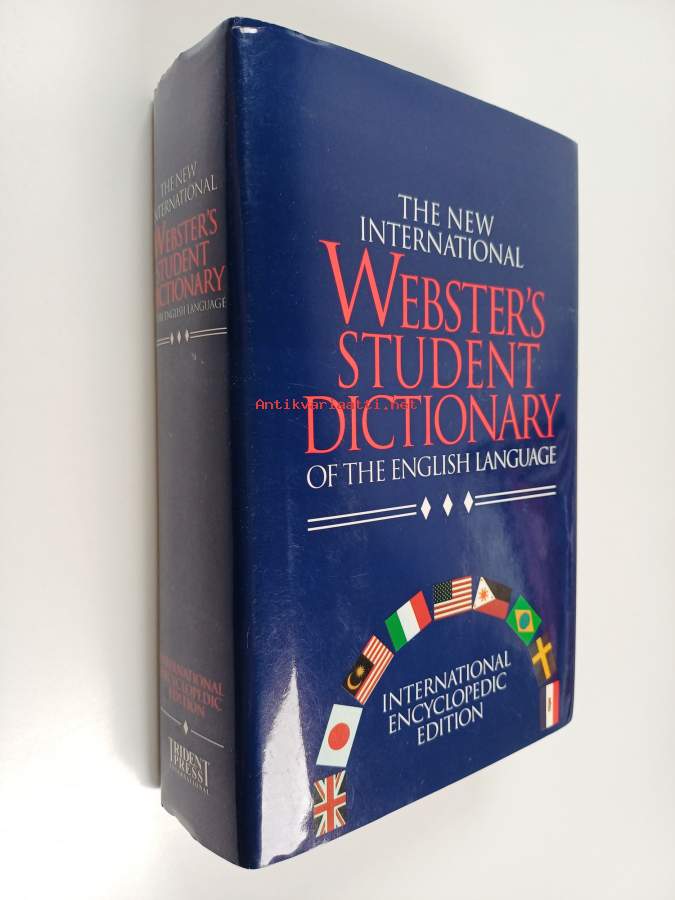 THE NEW
INTERNATIONAL
WEBSTER'S
STUDENT
DICTIONARY
OF THE ENGLISH LANGUAGE
INTERNATIONAL
ENCYCLOPEDIC
EDITION
TRIDENT
PRESS
INTERNATIONAL
THE NEW
INTERNATIONAL
WEBSTER'S
STUDENT
DICTIONARY
Antikvariaatti.net
OF THE ENGLISH LANGUAGE
INTERNATIONAL
ENCYCLOPEDIC
EDITION